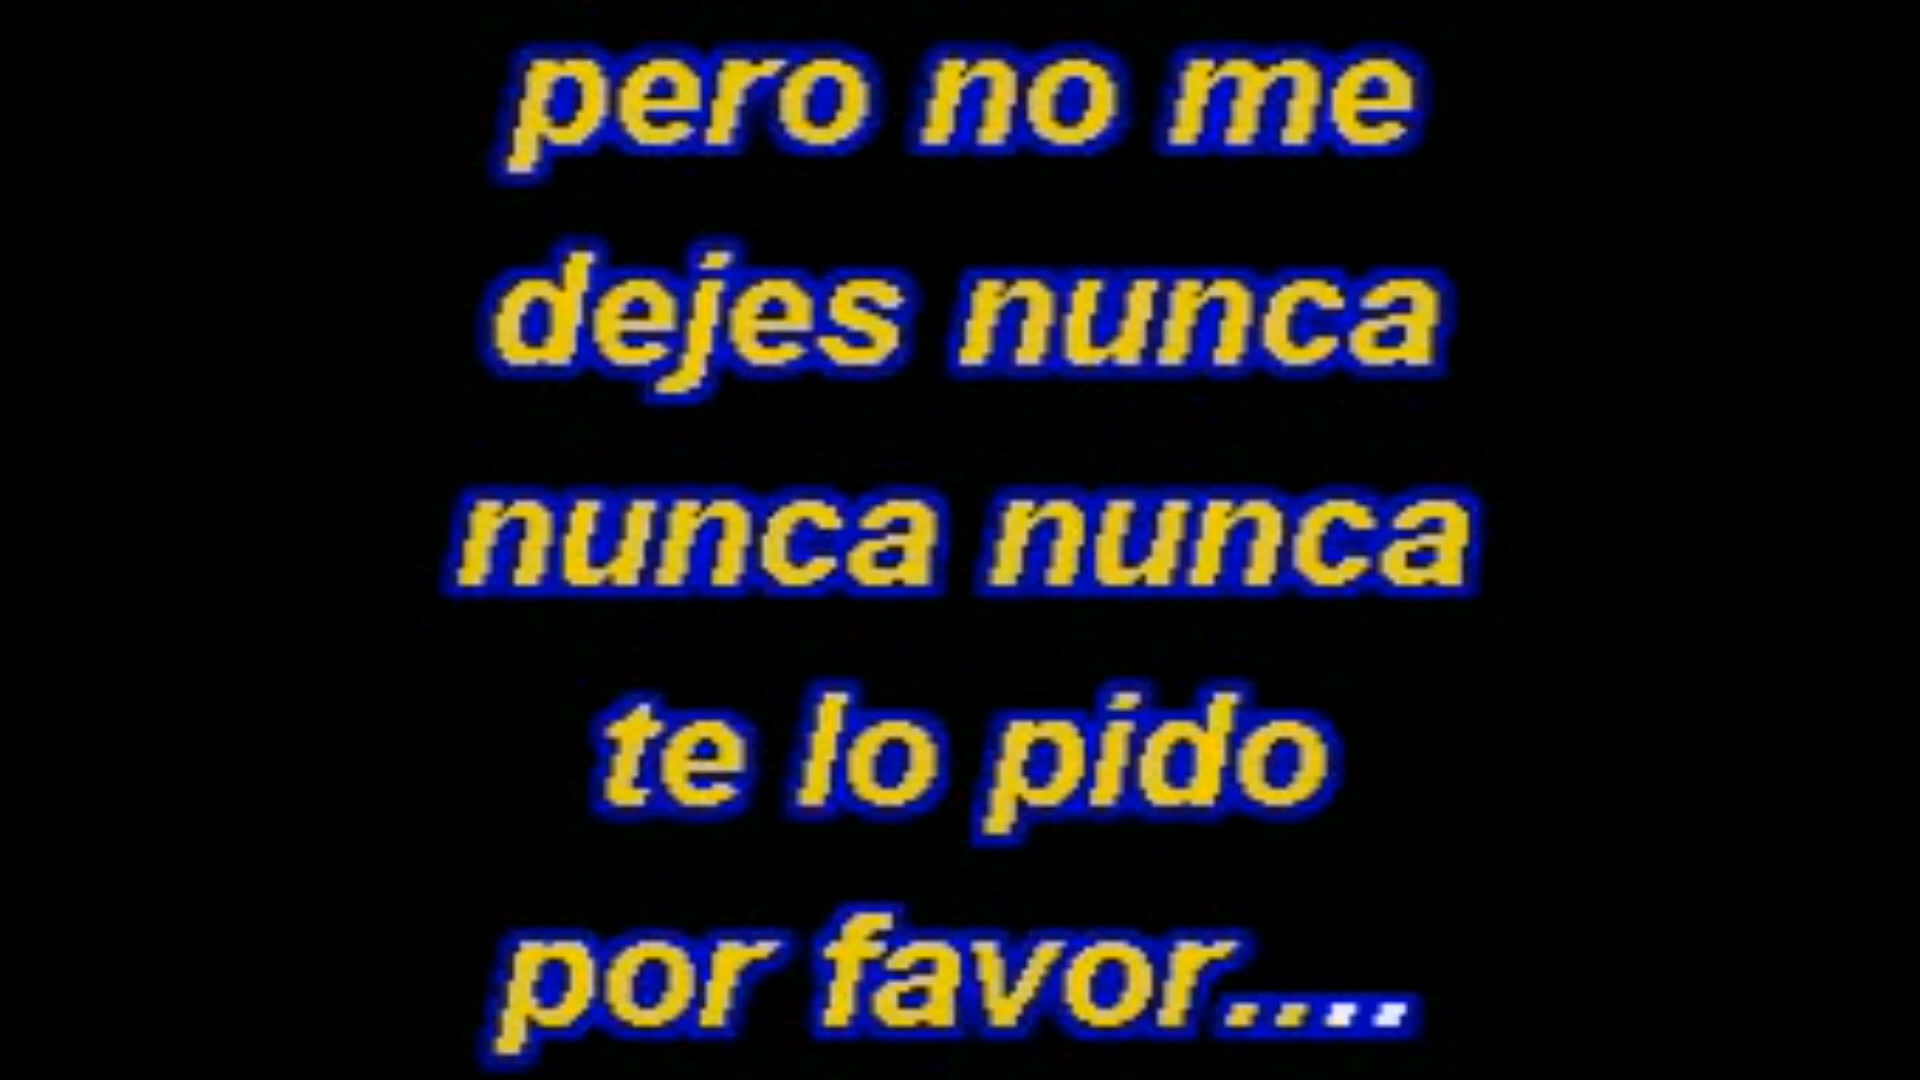 pero no me
dejes nunca
nunca nunca
te lo pido
por favor....